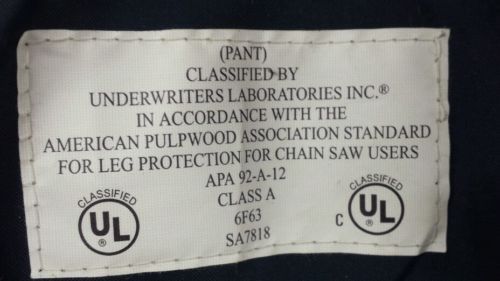 (PANT)
CLASSIFIED BY
UNDERWRITERS LABORATORIES INC.®
IN ACCORDANCE WITH THE
AMERICAN PULPWOOD ASSOCIATION STANDARD
FOR LEG PROTECTION FOR CHAIN SAW USERS
APA 92-A-12
CLASS A
6F63
SA7818
CLASSIFIED
UL
®
CLASSIFIED
C UL
®